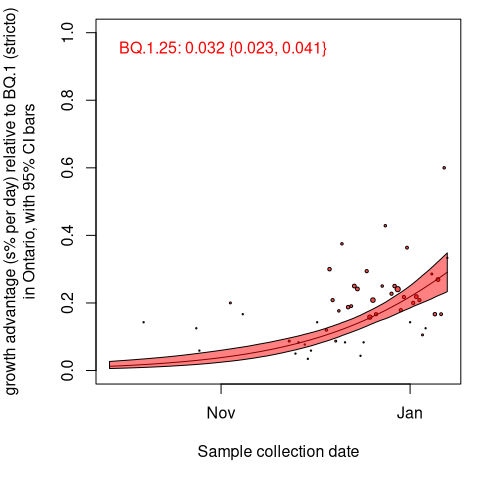 growth advantage (s% per day) relative to BQ.1 (stricto)
in Ontario, with 95% CI bars
1.0
0.8
0.6
0.4
0.2
0.0
BQ.1.25: 0.032 {0.023, 0.041}
Nov
Jan
Sample collection date